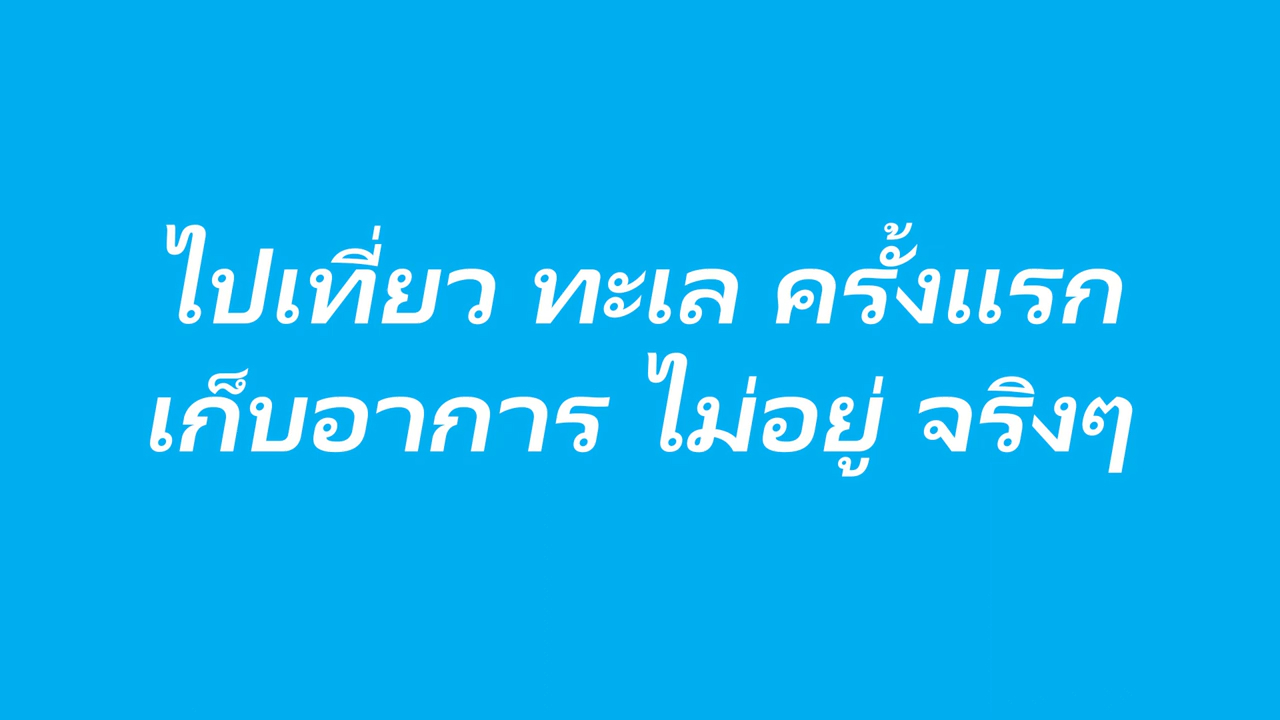 ไปเที่ยว ทะเล ครั้งแรก
เก็บอาการ ไม่อยู่ จริงๆ